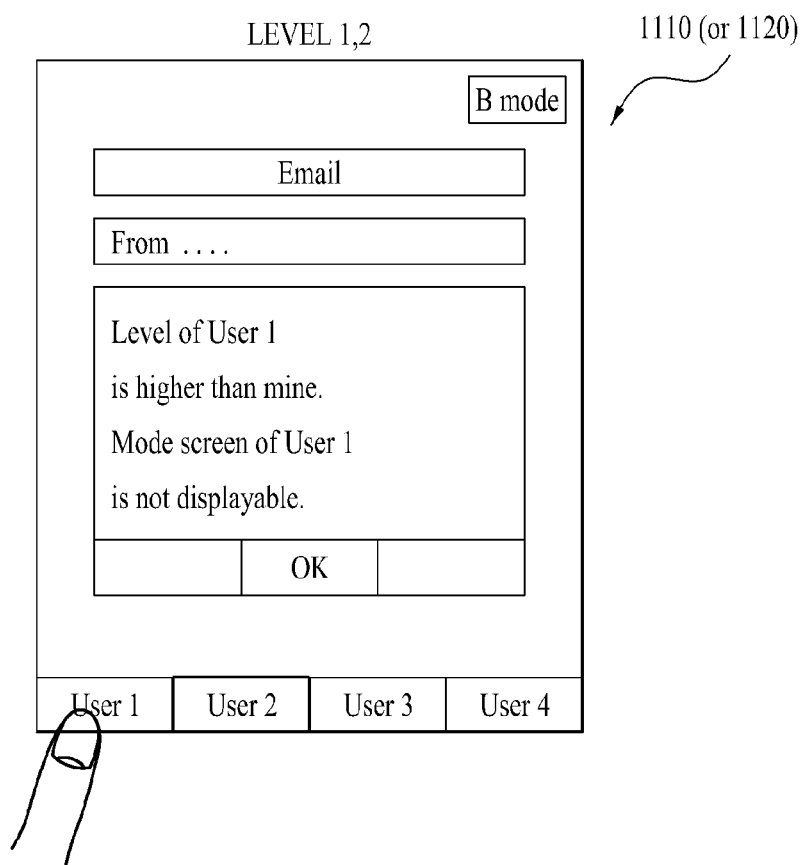 LEVEL 1,2
1110 (or 1120)
B mode
Email
From ....
Level of User 1
is higher than mine.
Mode screen of User 1
is not displayable.
OK
User 1 User 2 User 3 User 4